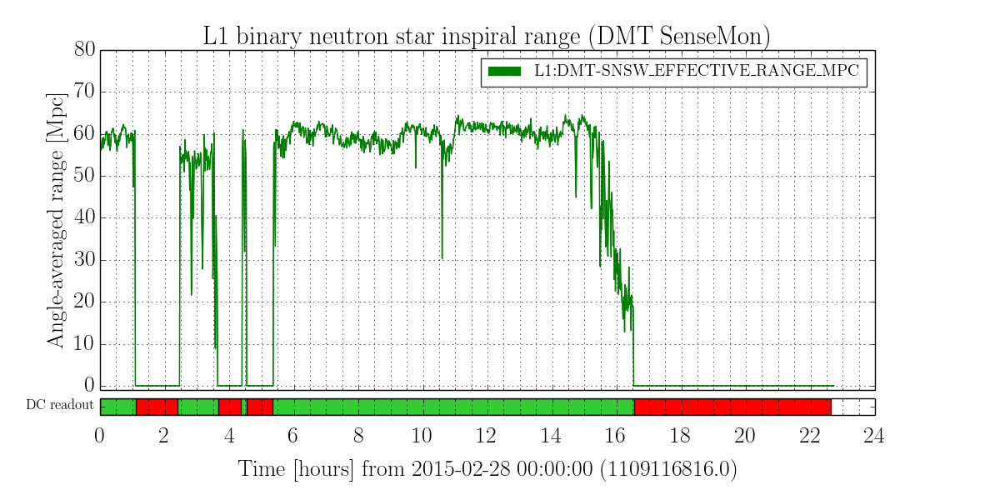 L1 binary neutron star inspiral range (DMT SenseMon)
L1:DMT-SNSW_EFFECTIVE_RANGE_MPC
Angle-averaged range [Mpc]
80
70
60
50
40
30
20
10
0
DC readout
0 2 4 6 8 10 12 14 16 18 20 22 24
Time [hours] from 2015-02-28 00:00:00 (1109116816.0)